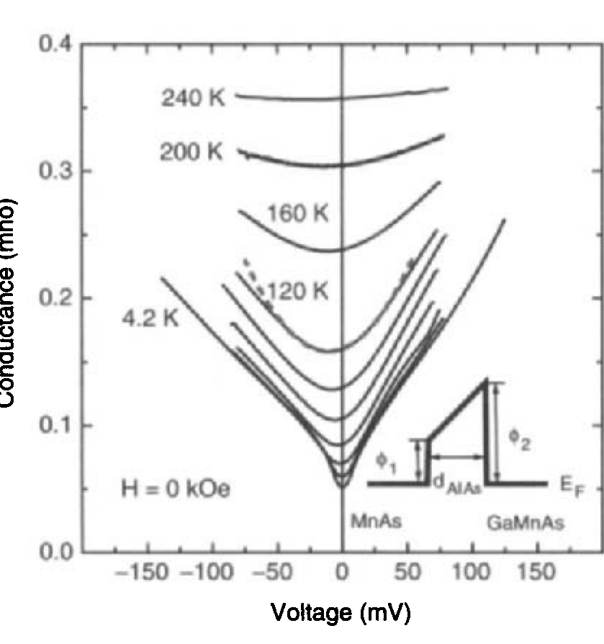 0.4
240 K
200 K
0.3
160 K
120 K
0.2
4.2 K
Conductance (mno)
0.1
ϕ1
ϕ2
dAlAs
EF
H = 0 kOe
MnAs
GaMnAs
0.0
−150 −100 −50 0 50 100 150
Voltage (mV)